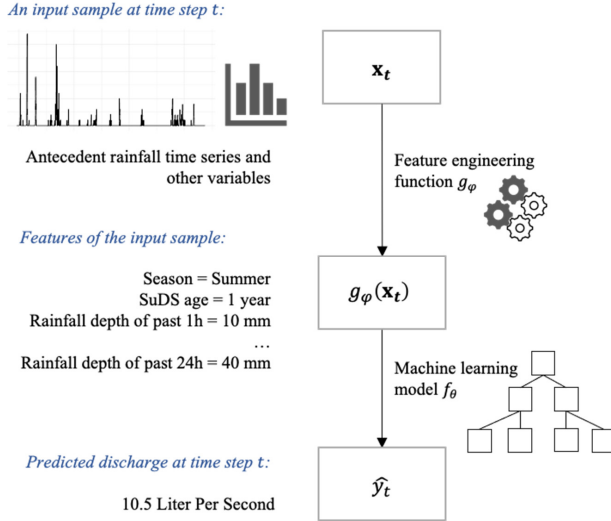 An input sample at time step t:
𝐱ₜ
Antecedent rainfall time series and
other variables
Feature engineering
function gᵩ
Features of the input sample:
Season = Summer
SuDS age = 1 year
Rainfall depth of past 1h = 10 mm
...
Rainfall depth of past 24h = 40 mm
gᵩ(𝐱ₜ)
Machine learning
model f_θ
Predicted discharge at time step t:
10.5 Liter Per Second
ŷₜ